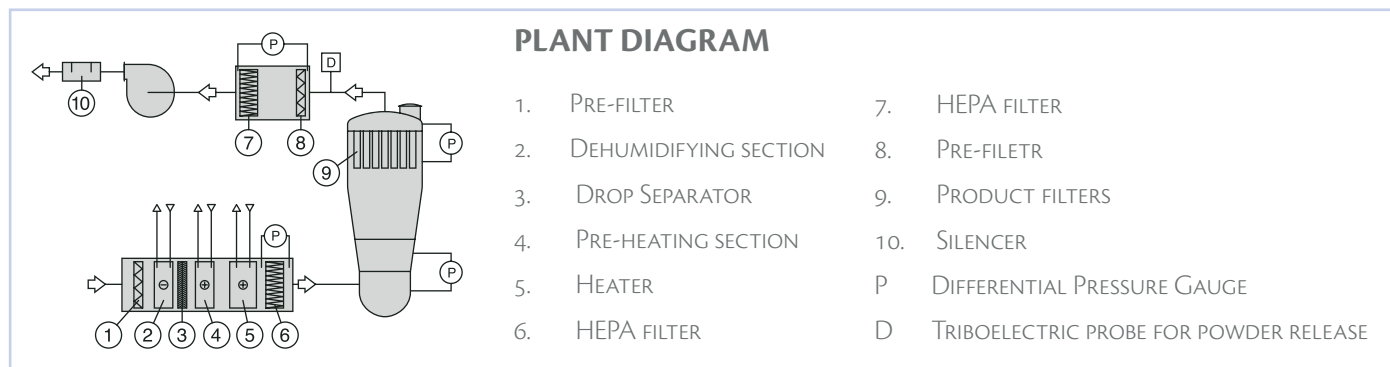 PLANT DIAGRAM
1. PRE-FILTER
2. DEHUMIDIFYING SECTION
3. DROP SEPARATOR
4. PRE-HEATING SECTION
5. HEATER
6. HEPA FILTER
7. HEPA FILTER
8. PRE-FILETR
9. PRODUCT FILTERS
10. SILENCER
P DIFFERENTIAL PRESSURE GAUGE
D TRIBOELECTRIC PROBE FOR POWDER RELEASE
P
D
10
7 8
P
9
P
P
1 2 3 4 5 6